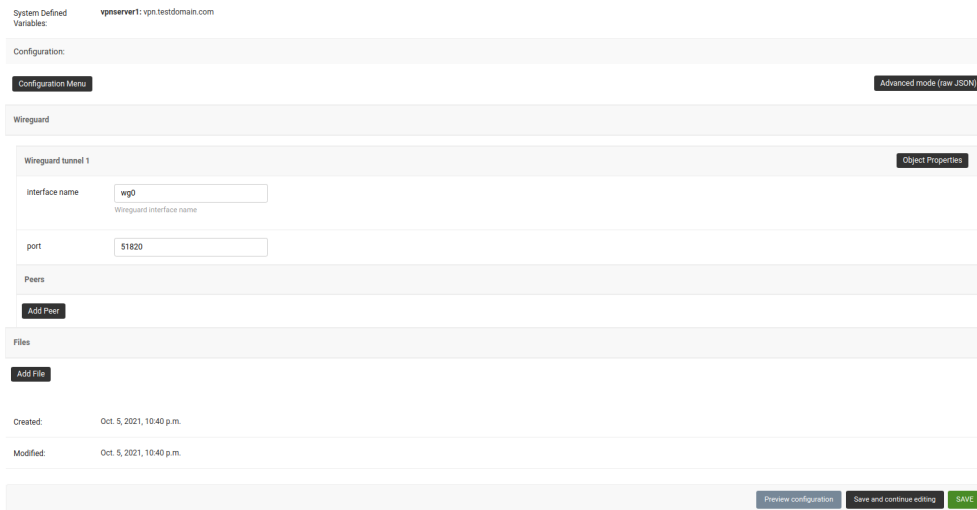 System Defined
Variables:
vpnserver1: vpn.testdomain.com
Configuration:
Configuration Menu
Advanced mode (raw JSON)
Wireguard
Wireguard tunnel 1
Object Properties
interface name
wg0
Wireguard interface name
port
51820
Peers
Add Peer
Files
Add File
Created:
Oct. 5, 2021, 10:40 p.m.
Modified:
Oct. 5, 2021, 10:40 p.m.
Preview configuration
Save and continue editing
SAVE